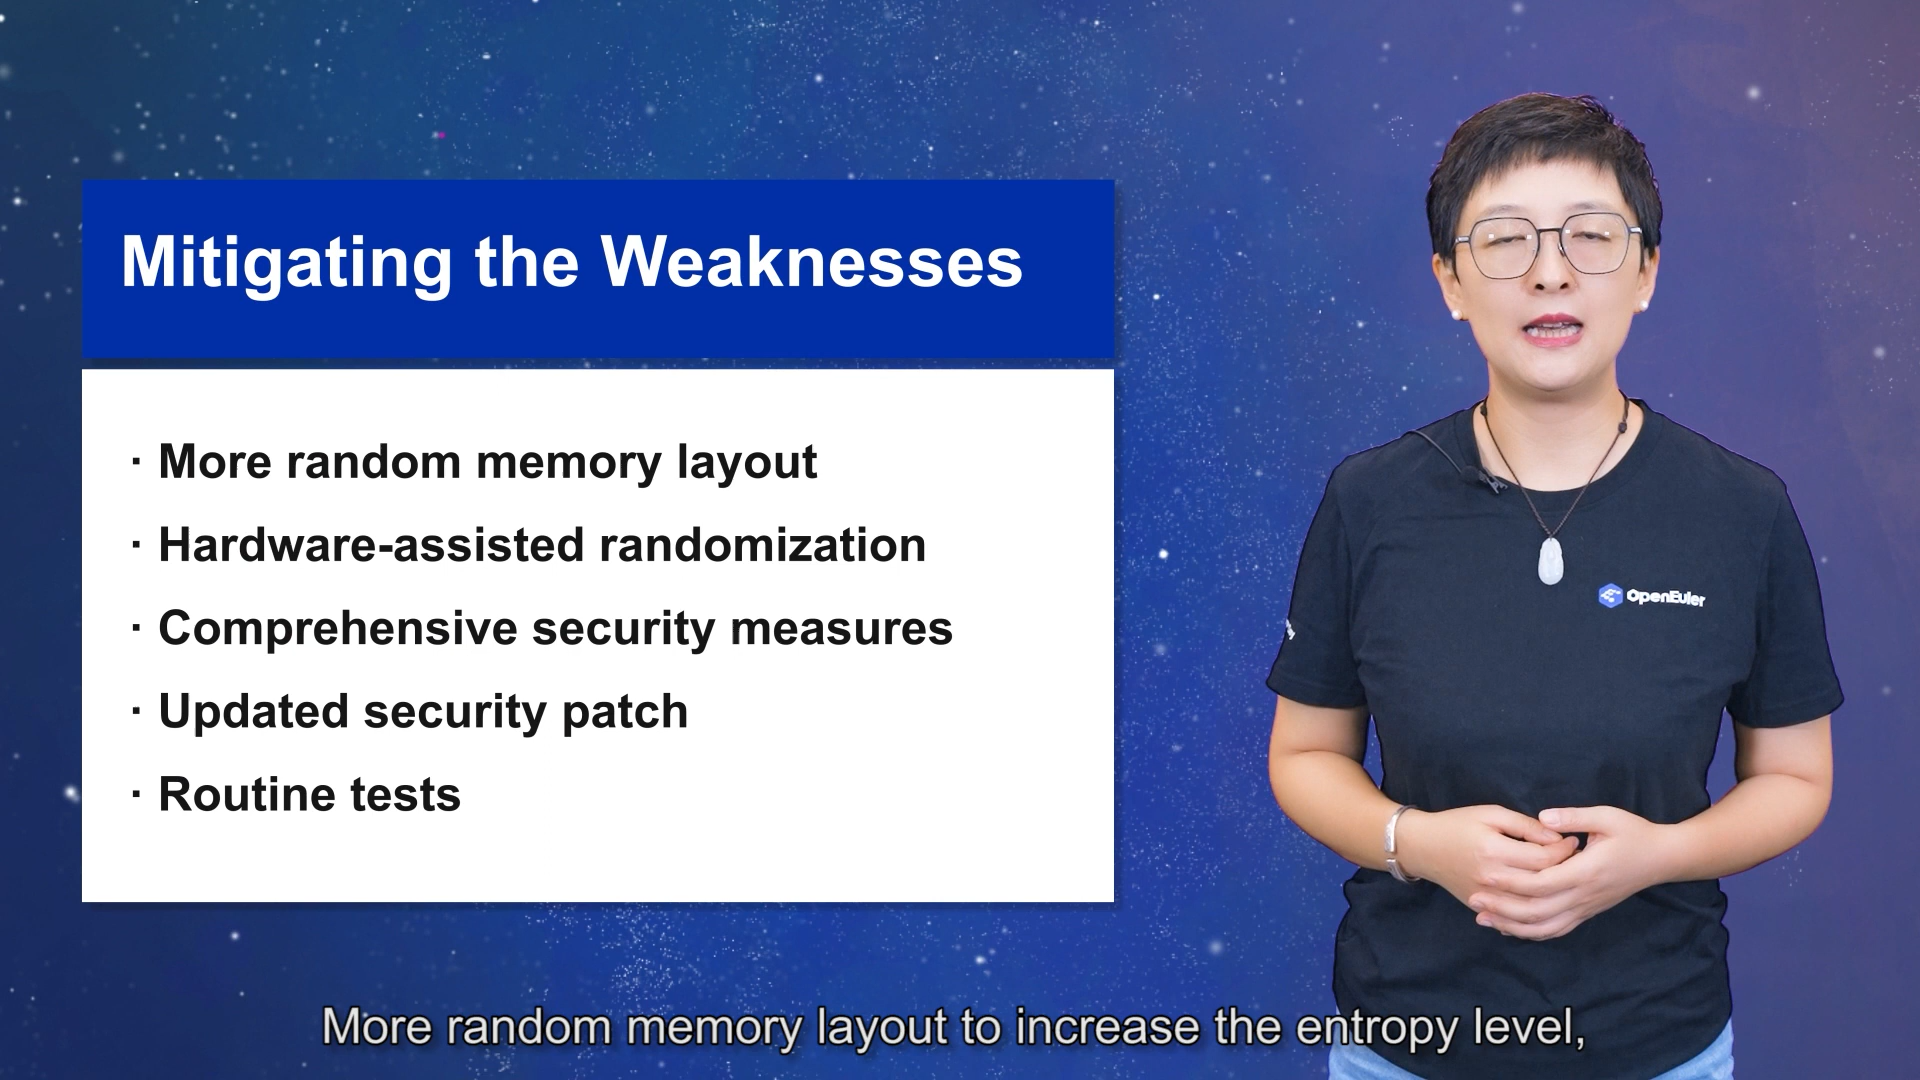 Mitigating the Weaknesses
· More random memory layout
· Hardware-assisted randomization
· Comprehensive security measures
· Updated security patch
· Routine tests
OpenEuler
More random memory layout to increase the entropy level,